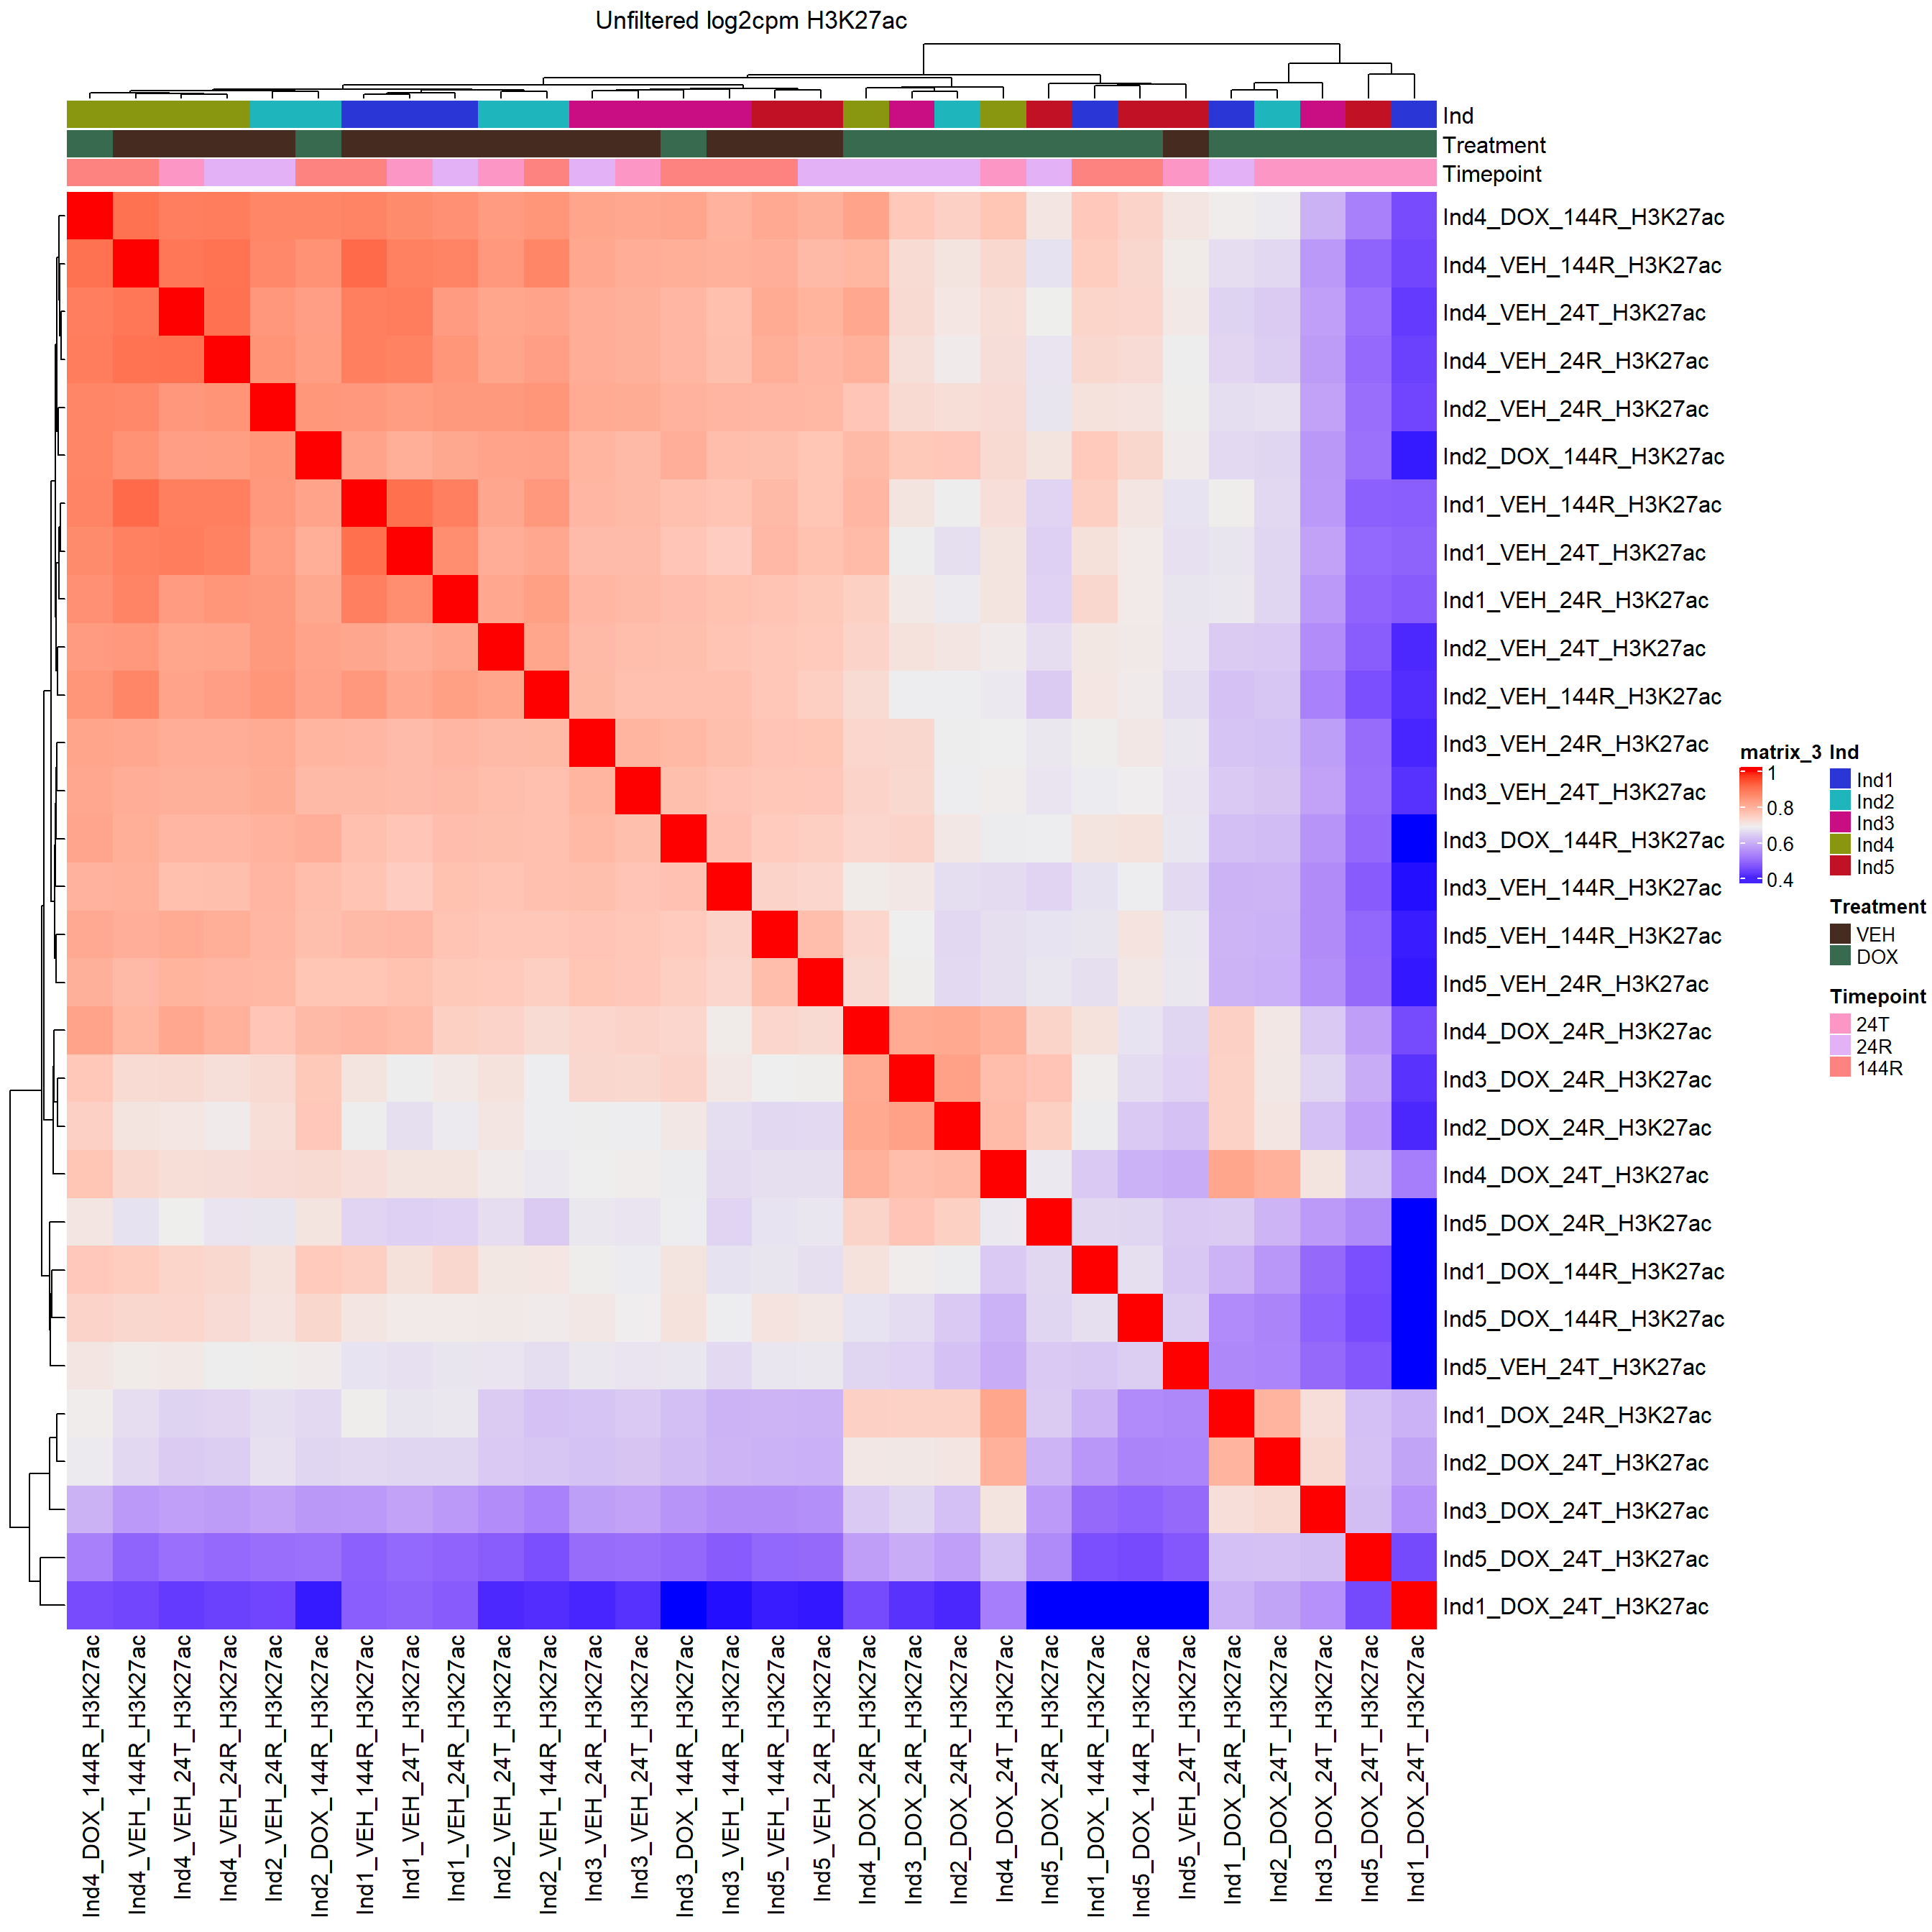 Unfiltered log2cpm H3K27ac
Ind
Treatment
Timepoint
Ind4_DOX_144R_H3K27ac
Ind4_VEH_144R_H3K27ac
Ind4_VEH_24T_H3K27ac
Ind4_VEH_24R_H3K27ac
Ind2_VEH_24R_H3K27ac
Ind2_DOX_144R_H3K27ac
Ind1_VEH_144R_H3K27ac
Ind1_VEH_24T_H3K27ac
Ind1_VEH_24R_H3K27ac
Ind2_VEH_24T_H3K27ac
Ind2_VEH_144R_H3K27ac
Ind3_VEH_24R_H3K27ac
Ind3_VEH_24T_H3K27ac
Ind3_DOX_144R_H3K27ac
Ind3_VEH_144R_H3K27ac
Ind5_VEH_144R_H3K27ac
Ind5_VEH_24R_H3K27ac
Ind4_DOX_24R_H3K27ac
Ind3_DOX_24R_H3K27ac
Ind2_DOX_24R_H3K27ac
Ind4_DOX_24T_H3K27ac
Ind5_DOX_24R_H3K27ac
Ind1_DOX_144R_H3K27ac
Ind5_DOX_144R_H3K27ac
Ind5_VEH_24T_H3K27ac
Ind1_DOX_24R_H3K27ac
Ind2_DOX_24T_H3K27ac
Ind3_DOX_24T_H3K27ac
Ind5_DOX_24T_H3K27ac
Ind1_DOX_24T_H3K27ac
Ind4_DOX_144R_H3K27ac
Ind4_VEH_144R_H3K27ac
Ind4_VEH_24T_H3K27ac
Ind4_VEH_24R_H3K27ac
Ind2_VEH_24R_H3K27ac
Ind2_DOX_144R_H3K27ac
Ind1_VEH_144R_H3K27ac
Ind1_VEH_24T_H3K27ac
Ind1_VEH_24R_H3K27ac
Ind2_VEH_24T_H3K27ac
Ind2_VEH_144R_H3K27ac
Ind3_VEH_24R_H3K27ac
Ind3_VEH_24T_H3K27ac
Ind3_DOX_144R_H3K27ac
Ind3_VEH_144R_H3K27ac
Ind5_VEH_144R_H3K27ac
Ind5_VEH_24R_H3K27ac
Ind4_DOX_24R_H3K27ac
Ind3_DOX_24R_H3K27ac
Ind2_DOX_24R_H3K27ac
Ind4_DOX_24T_H3K27ac
Ind5_DOX_24R_H3K27ac
Ind1_DOX_144R_H3K27ac
Ind5_DOX_144R_H3K27ac
Ind5_VEH_24T_H3K27ac
Ind1_DOX_24R_H3K27ac
Ind2_DOX_24T_H3K27ac
Ind3_DOX_24T_H3K27ac
Ind5_DOX_24T_H3K27ac
Ind1_DOX_24T_H3K27ac
matrix_3
1
0.8
0.6
0.4
Ind
Ind1
Ind2
Ind3
Ind4
Ind5
Treatment
VEH
DOX
Timepoint
24T
24R
144R